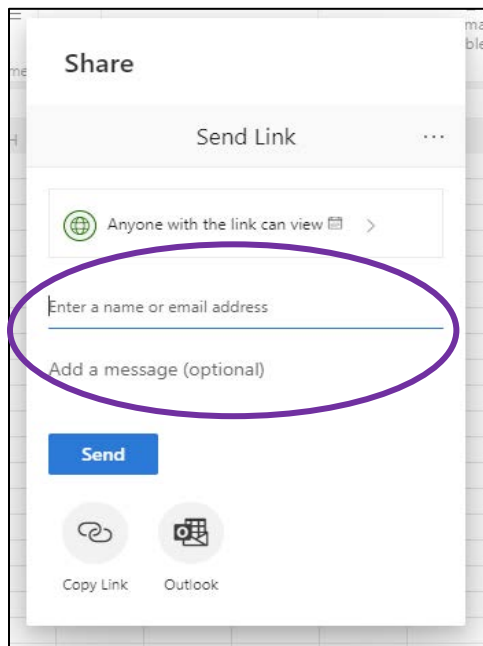 Share
Send Link
Anyone with the link can view
Enter a name or email address
Add a message (optional)
Send
Copy Link Outlook